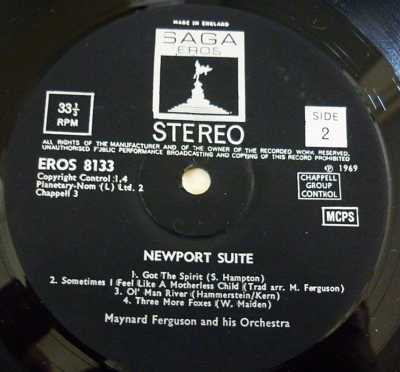 MADE IN ENGLAND
SAGA
EROS
33⅓
RPM
SIDE
2
STEREO
ALL RIGHTS OF THE MANUFACTURER AND OF THE OWNER OF THE RECORDED WORK RESERVED.
UNAUTHORISED PUBLIC PERFORMANCE BROADCASTING AND COPYING OF THIS RECORD PROHIBITED
EROS 8133
℗ 1969
Copyright Control 1,4
Planetary-Nom (L) Ltd. 2
Chappell 3
CHAPPELL
GROUP
CONTROL
MCPS
NEWPORT SUITE
1. Got The Spirit (S. Hampton)
2. Sometimes I Feel Like A Motherless Child (Trad arr. M. Ferguson)
3. Ol' Man River (Hammerstein/Kern)
4. Three More Foxes (W. Maiden)
Maynard Ferguson and his Orchestra